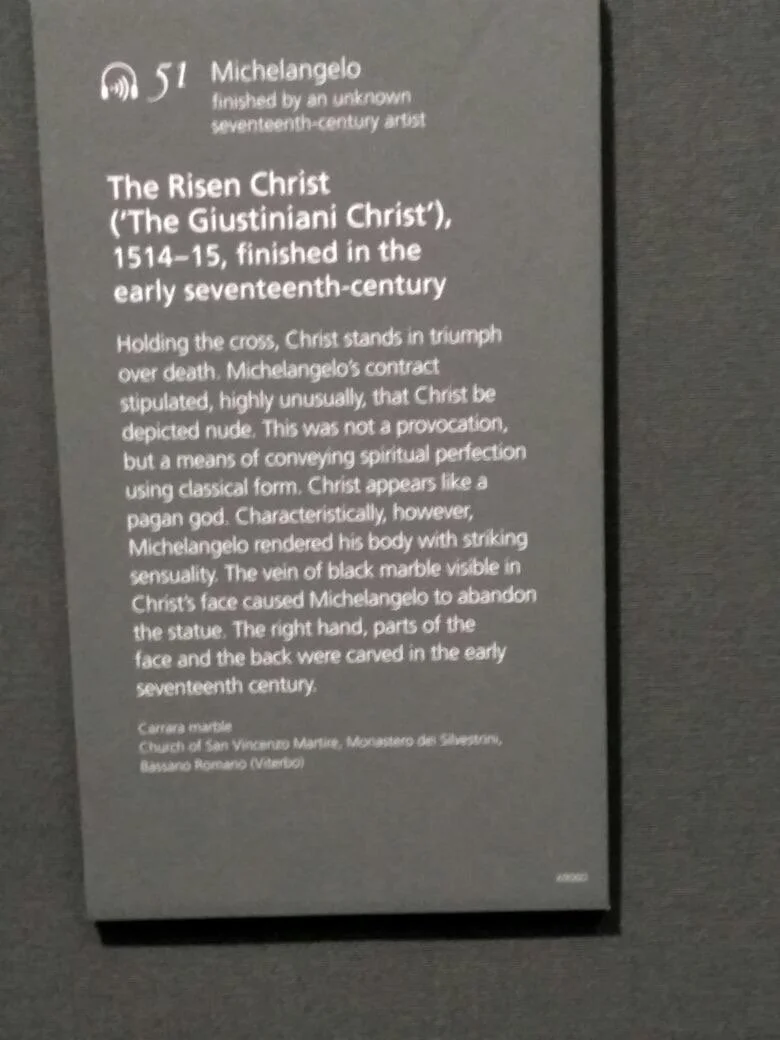 51 Michelangelo
finished by an unknown
seventeenth-century artist
The Risen Christ
(‘The Giustiniani Christ’),
1514–15, finished in the
early seventeenth-century
Holding the cross, Christ stands in triumph
over death. Michelangelo’s contract
stipulated, highly unusually, that Christ be
depicted nude. This was not a provocation,
but a means of conveying spiritual perfection
using classical form. Christ appears like a
pagan god. Characteristically, however,
Michelangelo rendered his body with striking
sensuality. The vein of black marble visible in
Christ’s face caused Michelangelo to abandon
the statue. The right hand, parts of the
face and the back were carved in the early
seventeenth century.
Carrara marble
Church of San Vincenzo Martire, Monastero dei Silvestrini,
Bassano Romano (Viterbo)